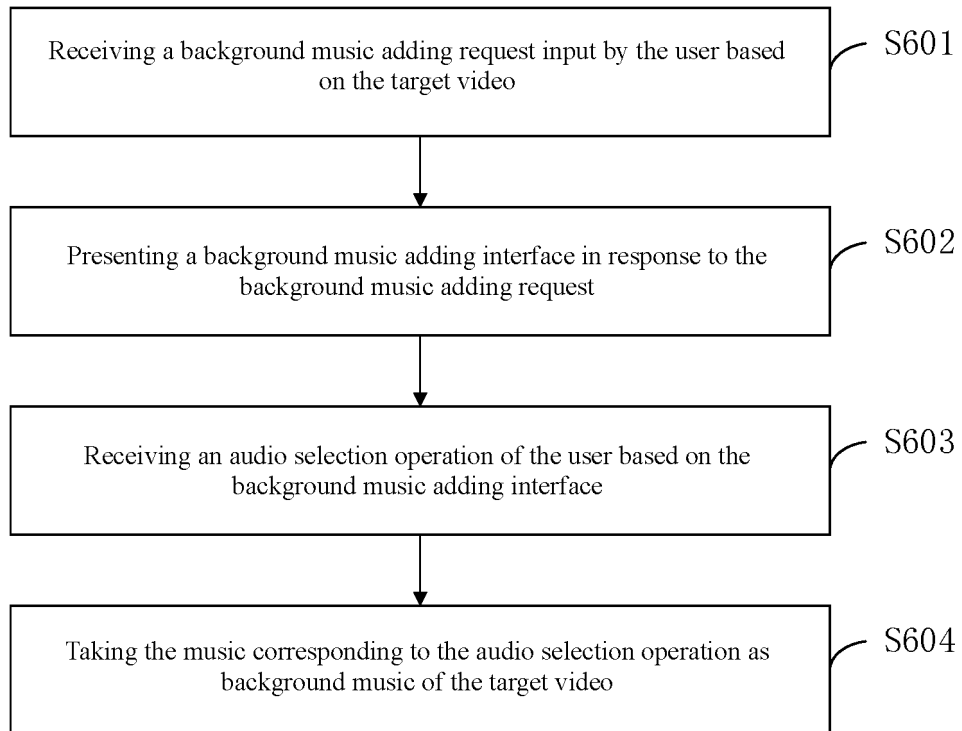 Receiving a background music adding request input by the user based
on the target video
S601
Presenting a background music adding interface in response to the
background music adding request
S602
Receiving an audio selection operation of the user based on the
background music adding interface
S603
Taking the music corresponding to the audio selection operation as
background music of the target video
S604